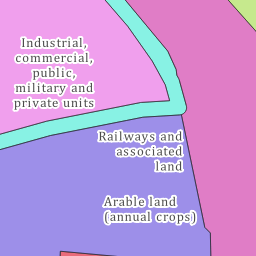 Industrial,
commercial,
public,
military and
private units
Railways and
associated
land
Arable land
(annual crops)